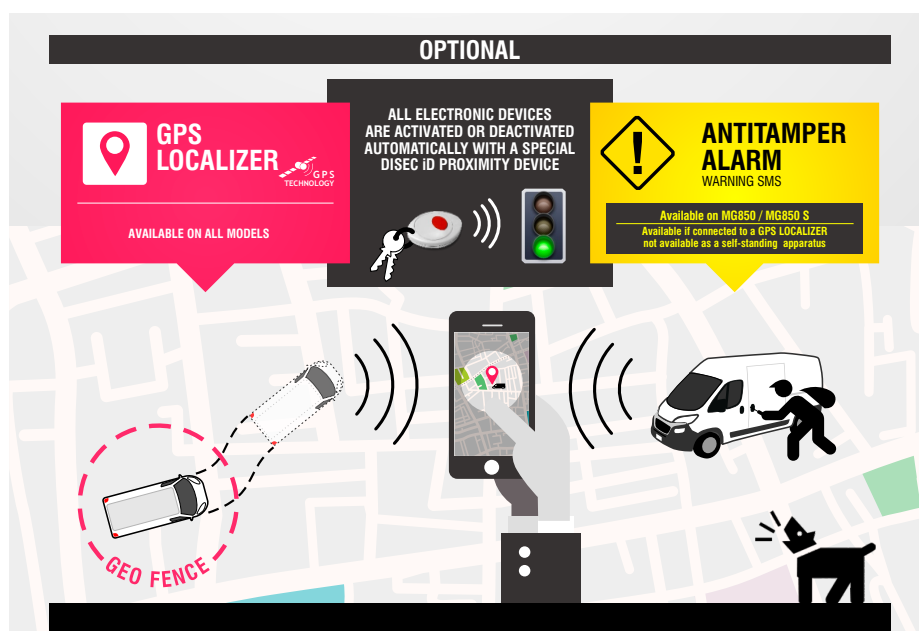 OPTIONAL
GPS
LOCALIZER
GPS
TECHNOLOGY
AVAILABLE ON ALL MODELS
ALL ELECTRONIC DEVICES
ARE ACTIVATED OR DEACTIVATED
AUTOMATICALLY WITH A SPECIAL
DISEC iD PROXIMITY DEVICE
!
ANTITAMPER
ALARM
WARNING SMS
Available on MG850 / MG850 S
Available if connected to a GPS LOCALIZER
not available as a self-standing apparatus
GEO FENCE